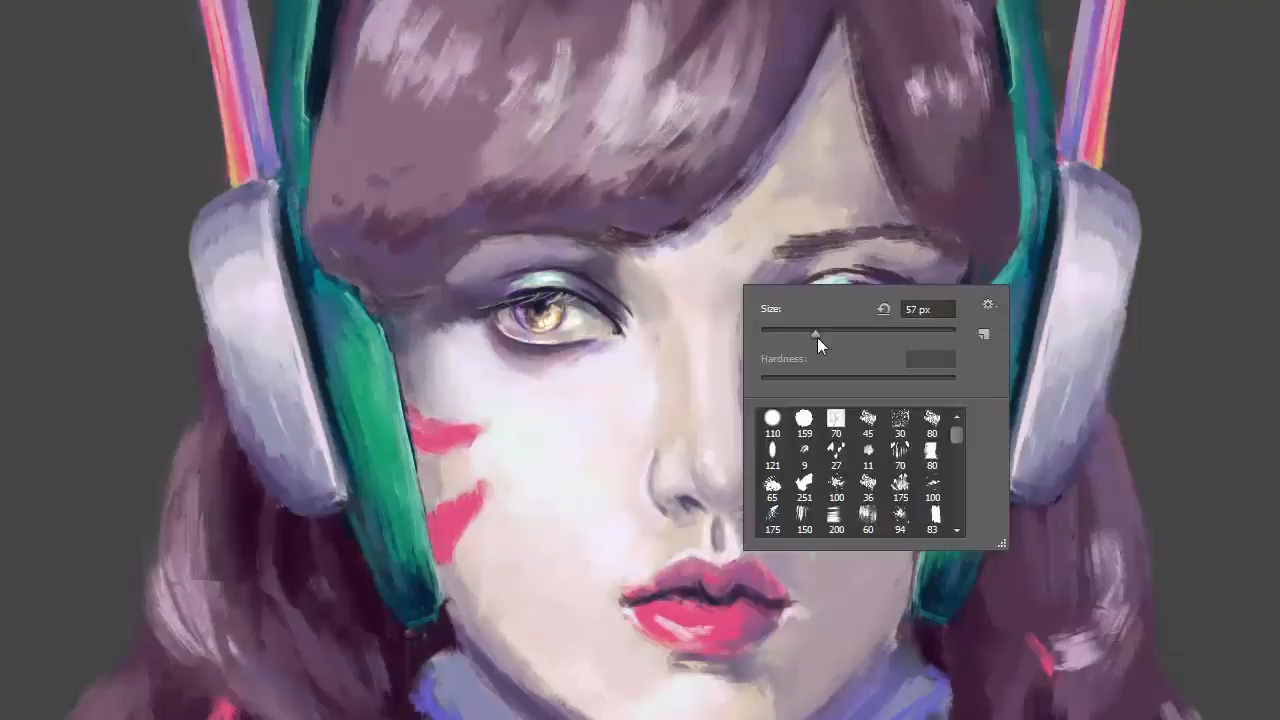 Size: 57 px
Hardness:
110 159 70 45 30 80
121 9 27 11 70 80
65 251 100 36 175 100
175 150 200 60 94 83